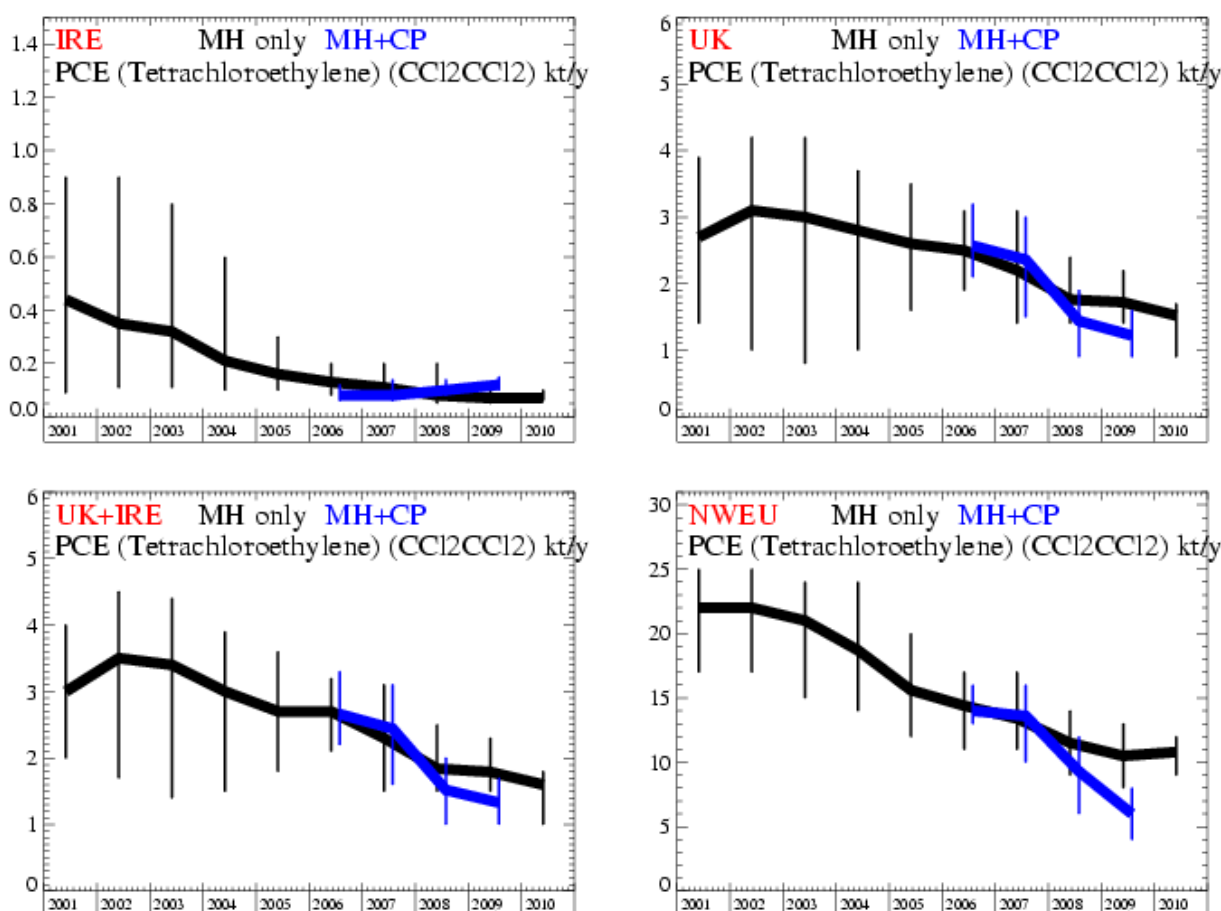 IRE MH only MH+CP
PCE (Tetrachloroethylene) (CCl2CCl2) kt/y
1.4
1.2
1.0
0.8
0.6
0.4
0.2
0.0
2001 2002 2003 2004 2005 2006 2007 2008 2009 2010
UK MH only MH+CP
PCE (Tetrachloroethylene) (CCl2CCl2) kt/y
6
5
4
3
2
1
0
2001 2002 2003 2004 2005 2006 2007 2008 2009 2010
UK+IRE MH only MH+CP
PCE (Tetrachloroethylene) (CCl2CCl2) kt/y
6
5
4
3
2
1
0
2001 2002 2003 2004 2005 2006 2007 2008 2009 2010
NWEU MH only MH+CP
PCE (Tetrachloroethylene) (CCl2CCl2) kt/y
30
25
20
15
10
5
0
2001 2002 2003 2004 2005 2006 2007 2008 2009 2010